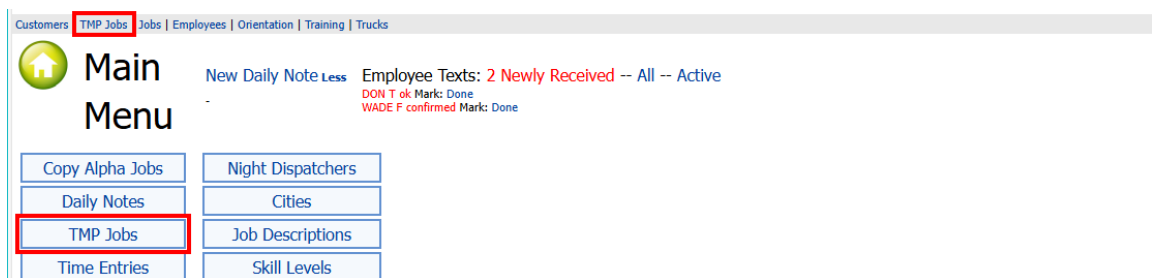 Customers | TMP Jobs | Jobs | Employees | Orientation | Training | Trucks
Main Menu
New Daily Note Less
-
Employee Texts: 2 Newly Received -- All -- Active
DON T ok Mark: Done
WADE F confirmed Mark: Done
Copy Alpha Jobs
Night Dispatchers
Daily Notes
Cities
TMP Jobs
Job Descriptions
Time Entries
Skill Levels